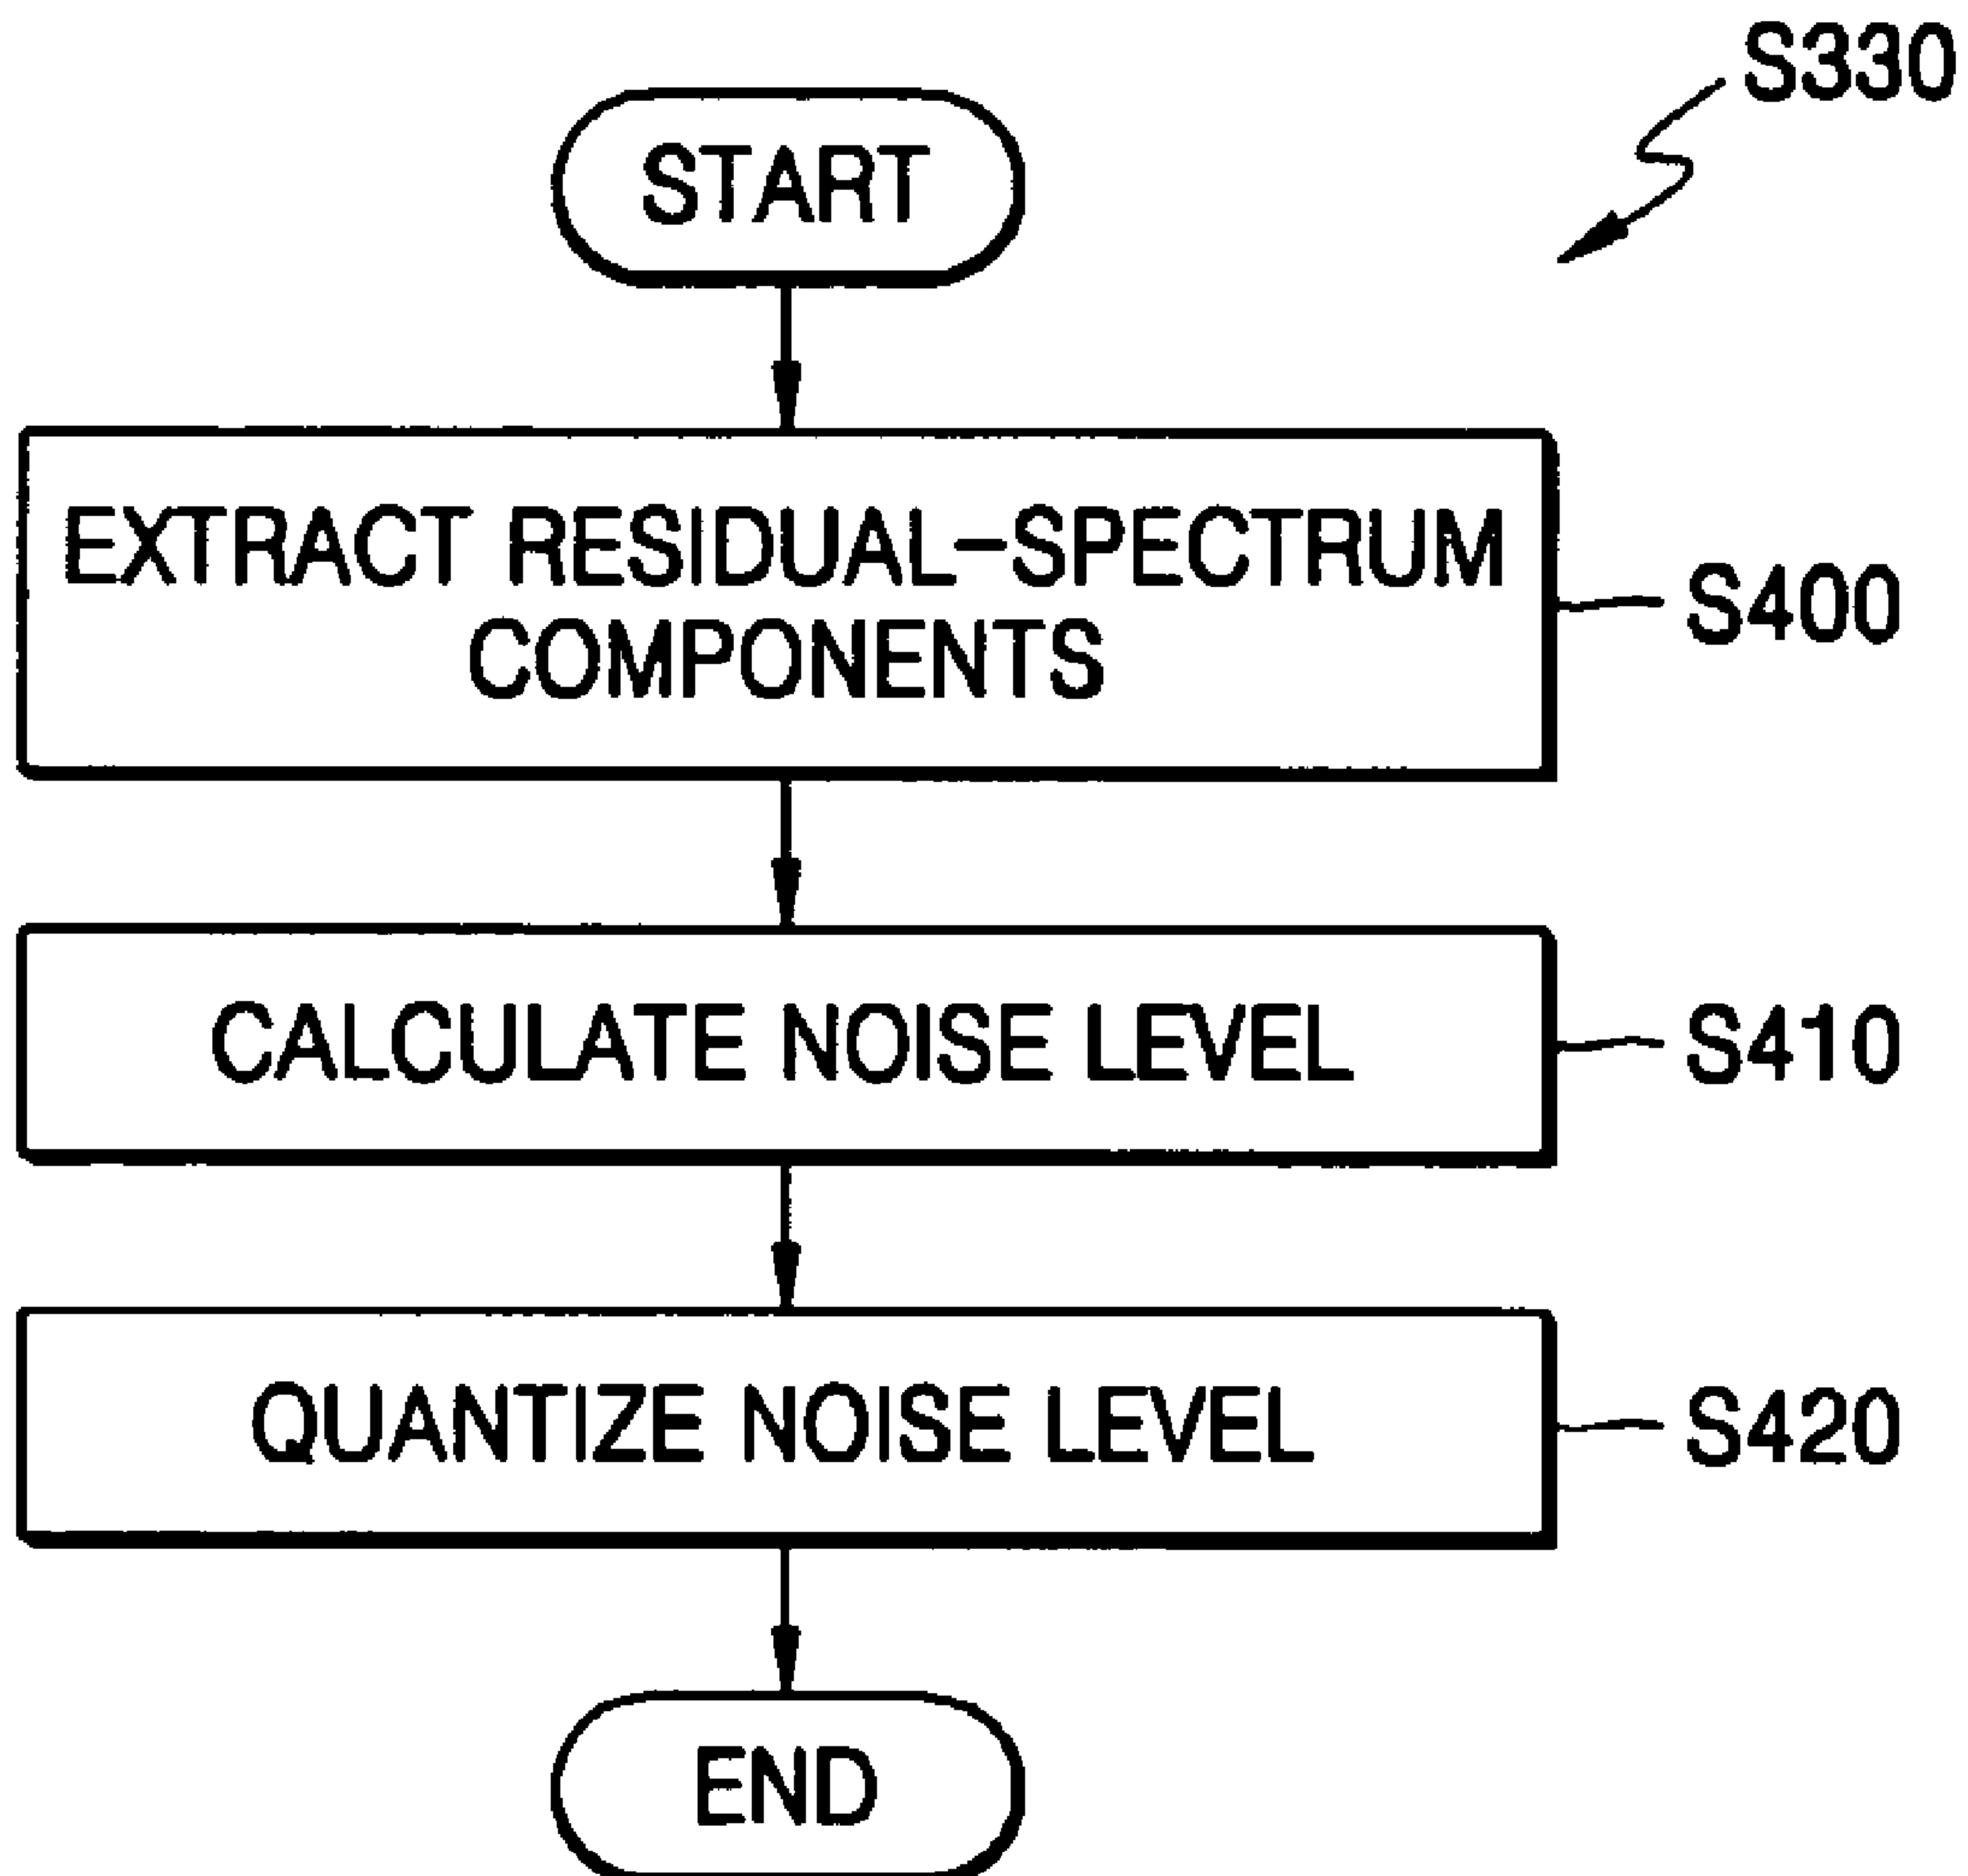 S330
START
EXTRACT RESIDUAL-SPECTRUM
COMPONENTS
S400
CALCULATE NOISE LEVEL
S410
QUANTIZE NOISE LEVEL
S420
END